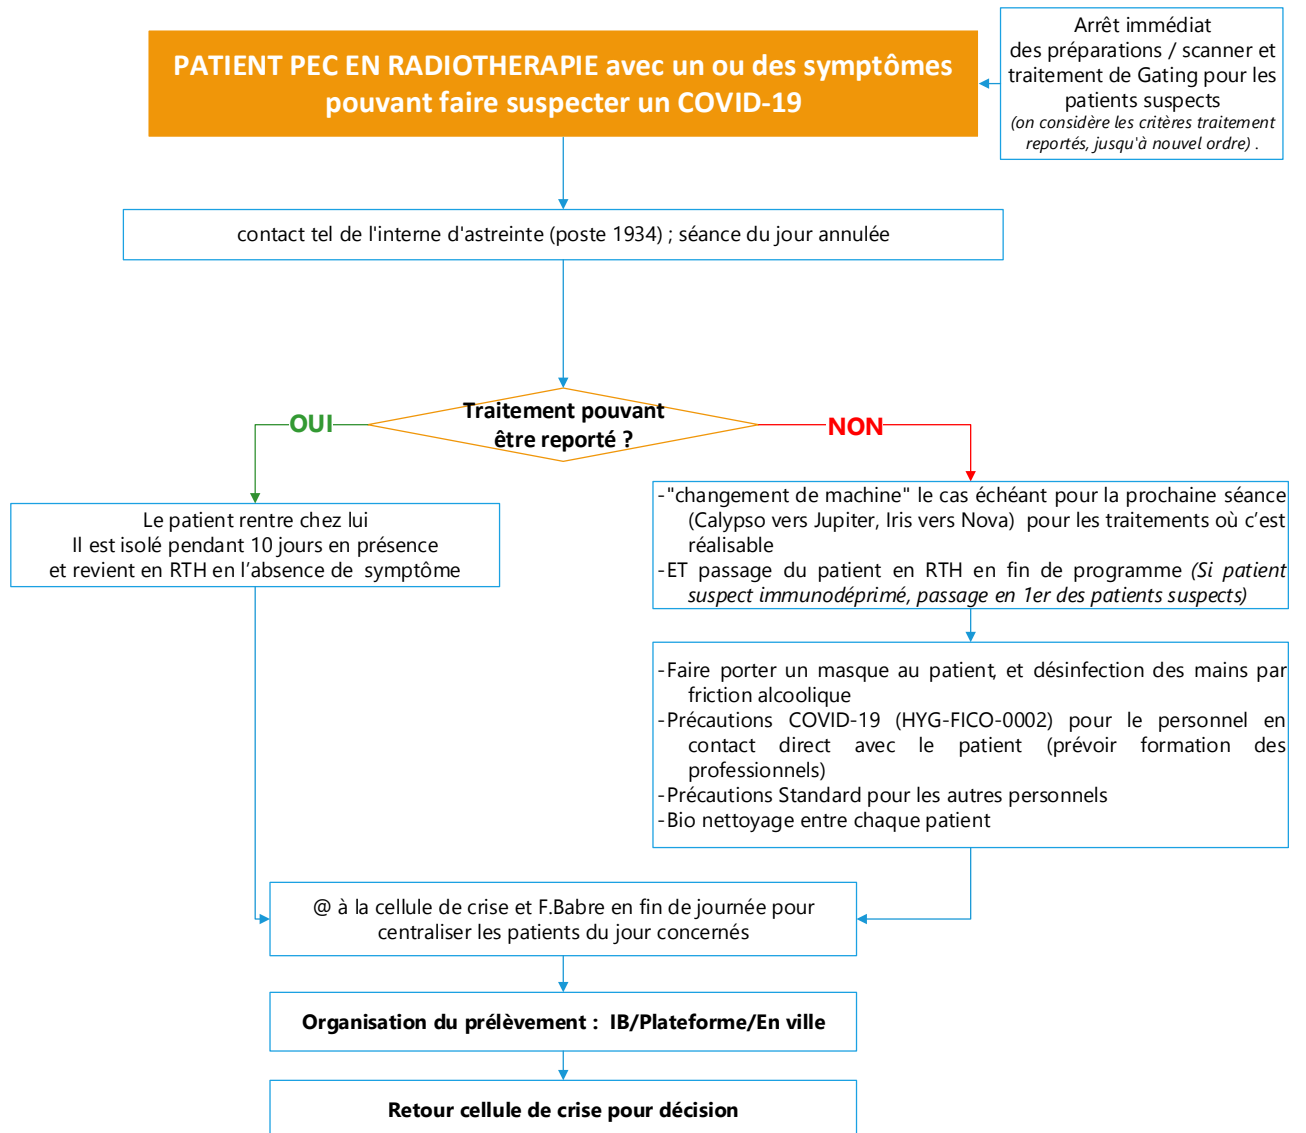 PATIENT PEC EN RADIOTHERAPIE avec un ou des symptômes
pouvant faire suspecter un COVID-19
Arrêt immédiat
des préparations / scanner et
traitement de Gating pour les
patients suspects
(on considère les critères traitement
reportés, jusqu'à nouvel ordre) .
contact tel de l'interne d'astreinte (poste 1934) ; séance du jour annulée
Traitement pouvant
être reporté ?
OUI
NON
Le patient rentre chez lui
Il est isolé pendant 10 jours en présence
et revient en RTH en l’absence de symptôme
-"changement de machine" le cas échéant pour la prochaine séance
(Calypso vers Jupiter, Iris vers Nova) pour les traitements où c’est
réalisable
-ET passage du patient en RTH en fin de programme (Si patient
suspect immunodéprimé, passage en 1er des patients suspects)
-Faire porter un masque au patient, et désinfection des mains par
friction alcoolique
-Précautions COVID-19 (HYG-FICO-0002) pour le personnel en
contact direct avec le patient (prévoir formation des
professionnels)
-Précautions Standard pour les autres personnels
-Bio nettoyage entre chaque patient
@ à la cellule de crise et F.Babre en fin de journée pour
centraliser les patients du jour concernés
Organisation du prélèvement : IB/Plateforme/En ville
Retour cellule de crise pour décision